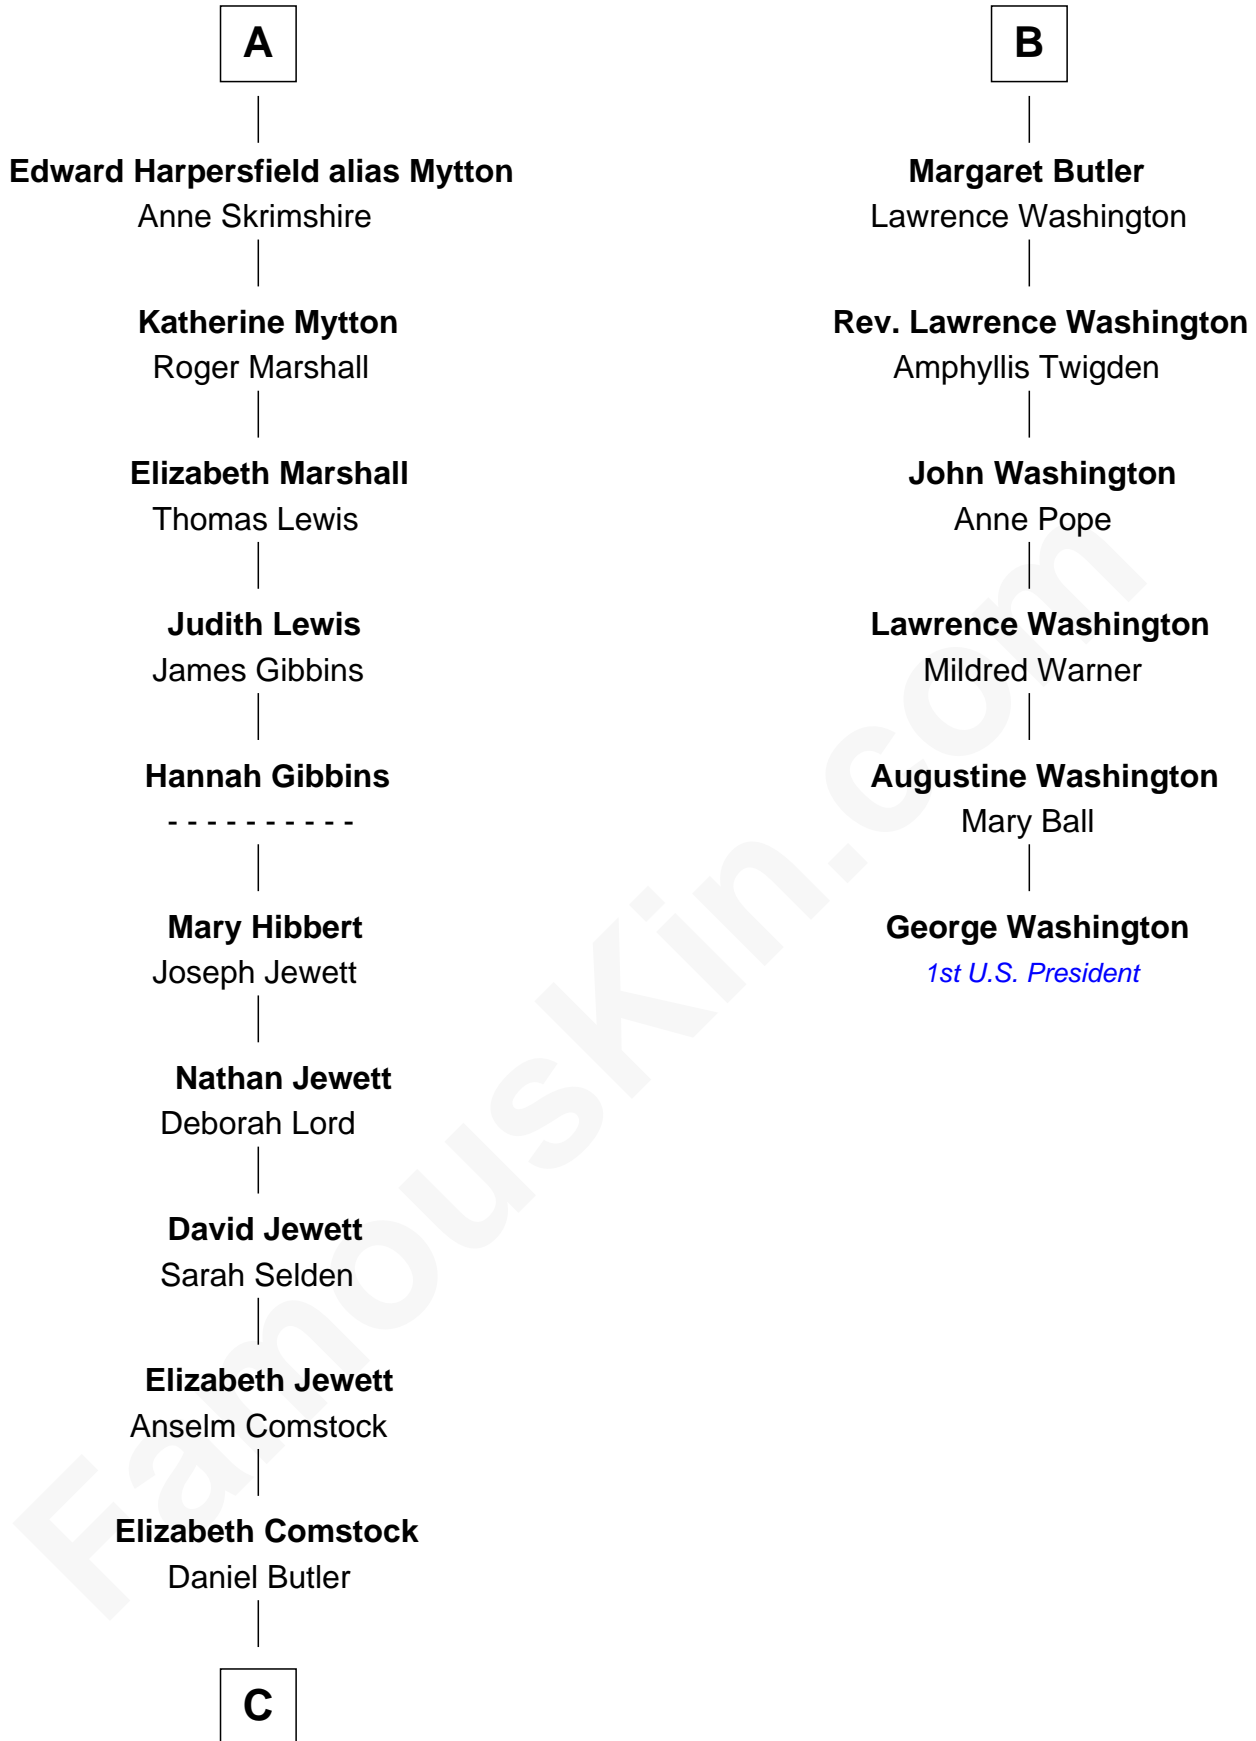 A
Edward Harpersfield alias Mytton
Anne Skrimshire
Katherine Mytton
Roger Marshall
Elizabeth Marshall
Thomas Lewis
Judith Lewis
James Gibbins
Hannah Gibbins
- - - - - - - - - -
Mary Hibbert
Joseph Jewett
Nathan Jewett
Deborah Lord
David Jewett
Sarah Selden
Elizabeth Jewett
Anselm Comstock
Elizabeth Comstock
Daniel Butler
C
B
Margaret Butler
Lawrence Washington
Rev. Lawrence Washington
Amphyllis Twigden
John Washington
Anne Pope
Lawrence Washington
Mildred Warner
Augustine Washington
Mary Ball
George Washington
1st U.S. President
FamousKin.com